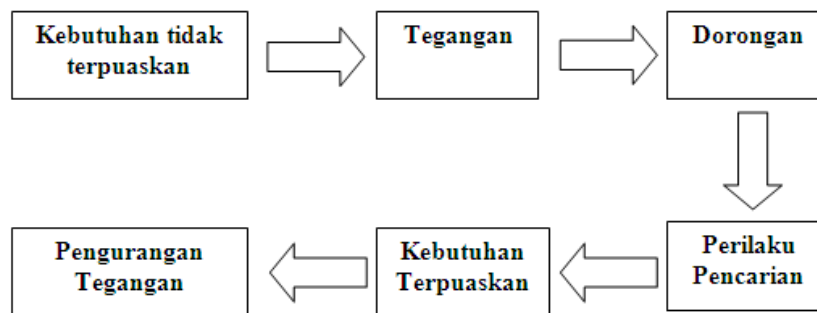 Kebutuhan tidak
terpuaskan
Tegangan
Dorongan
Perilaku
Pencarian
Kebutuhan
Terpuaskan
Pengurangan
Tegangan